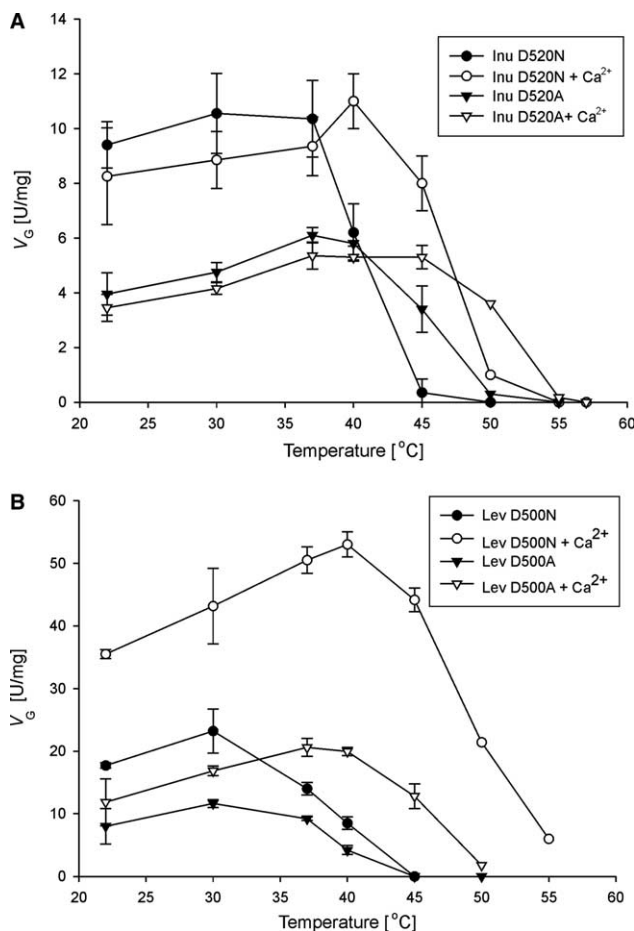 A
Inu D520N
Inu D520N + Ca²⁺
Inu D520A
Inu D520A+ Ca²⁺
V_G [U/mg]
14
12
10
8
6
4
2
0
20 25 30 35 40 45 50 55 60
Temperature [°C]
B
Lev D500N
Lev D500N + Ca²⁺
Lev D500A
Lev D500A + Ca²⁺
V_G [U/mg]
60
50
40
30
20
10
0
20 25 30 35 40 45 50 55 60
Temperature [°C]